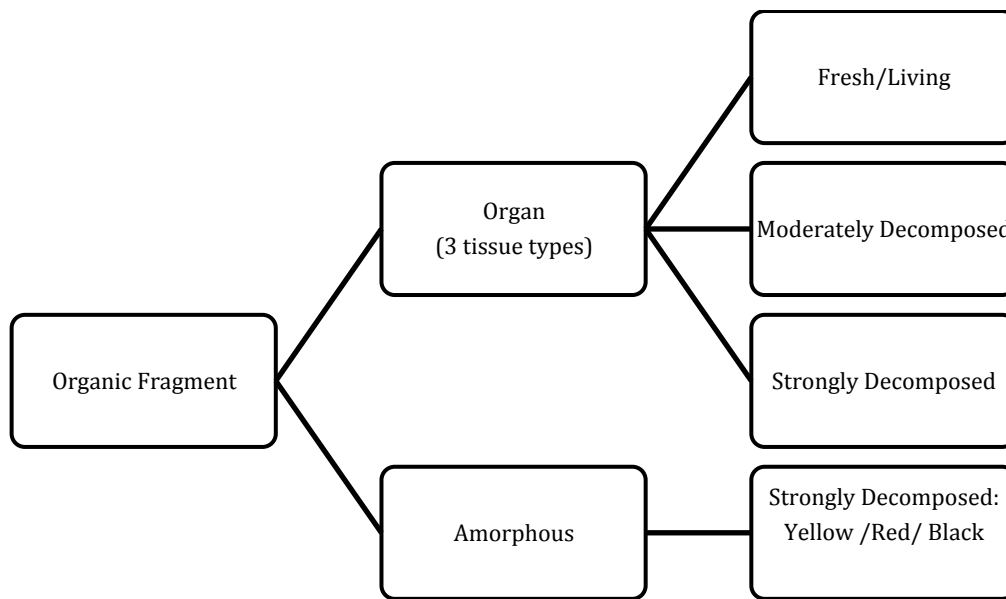 Fresh/Living
Organ
(3 tissue types)
Moderately Decomposed
Organic Fragment
Strongly Decomposed
Amorphous
Strongly Decomposed:
Yellow /Red/ Black